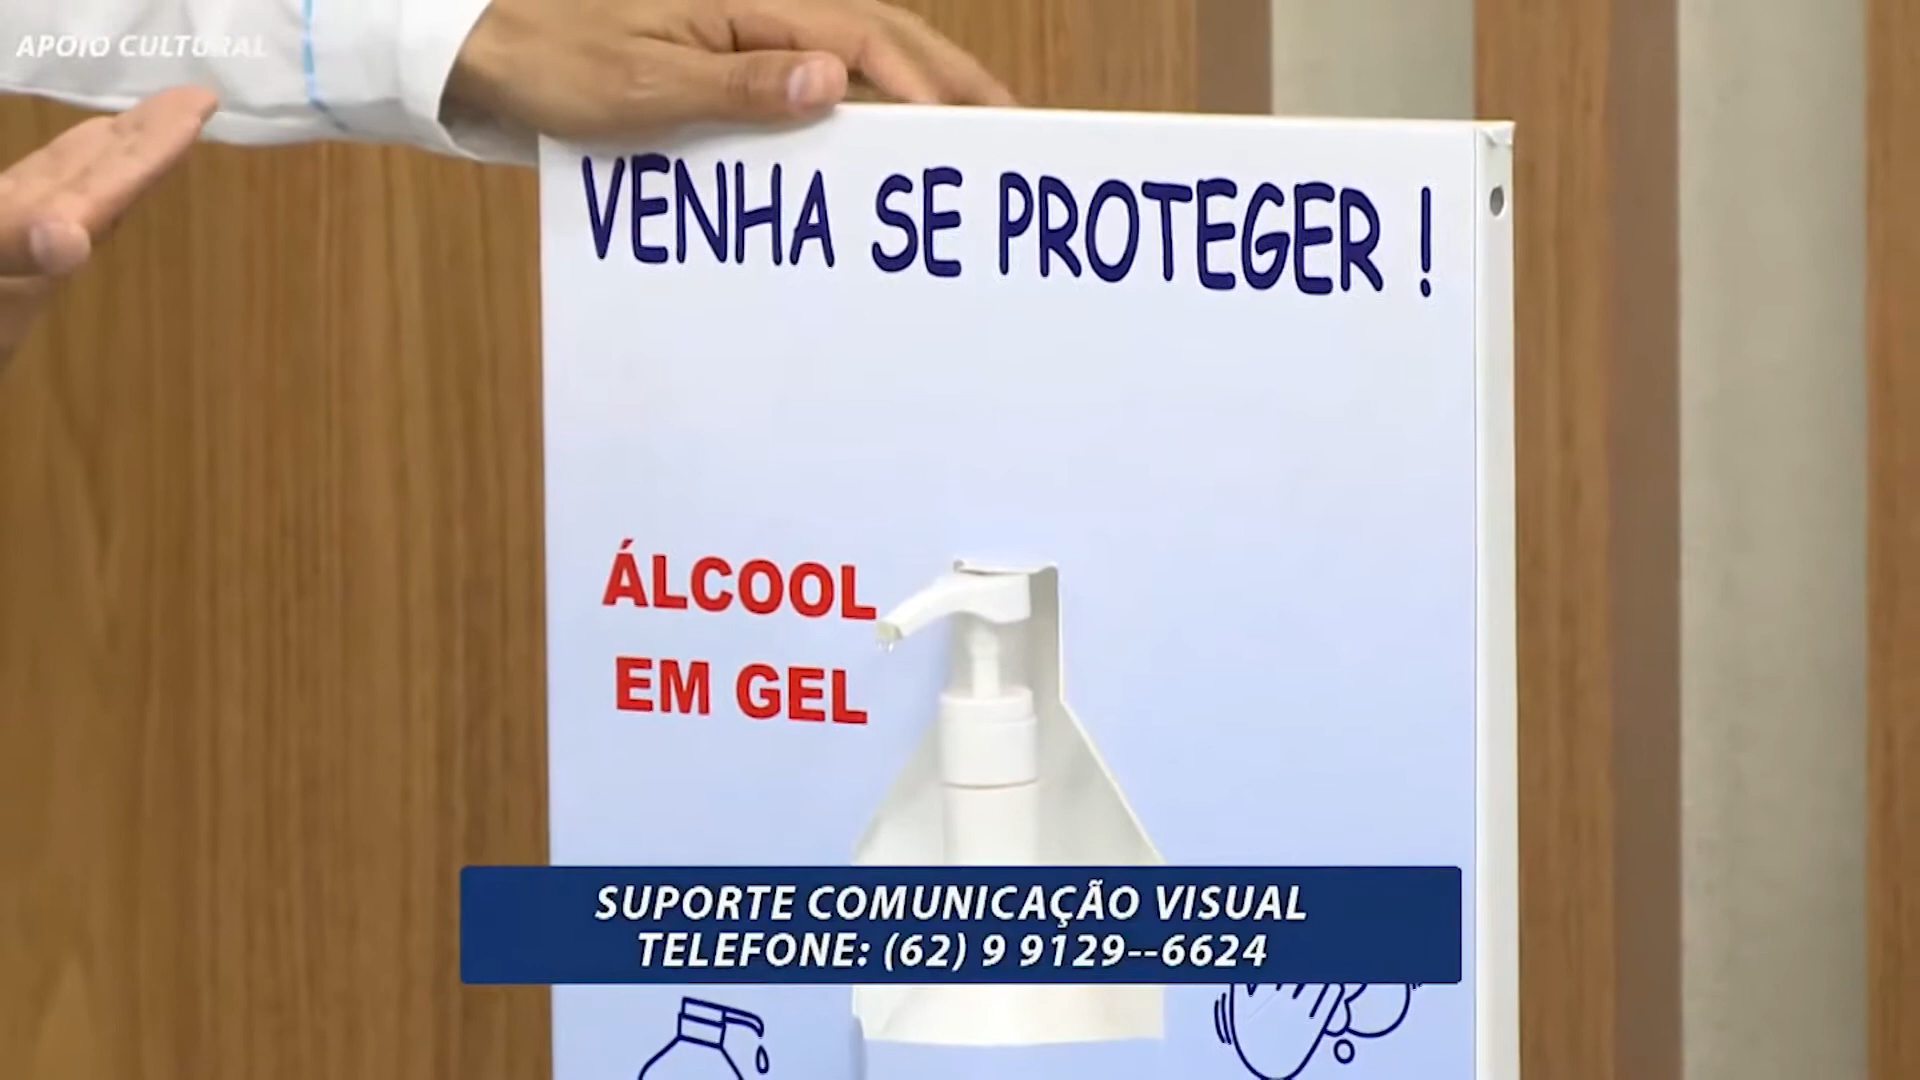 APOIO CULTURAL
VENHA SE PROTEGER !
ÁLCOOL
EM GEL
SUPORTE COMUNICAÇÃO VISUAL
TELEFONE: (62) 9 9129--6624